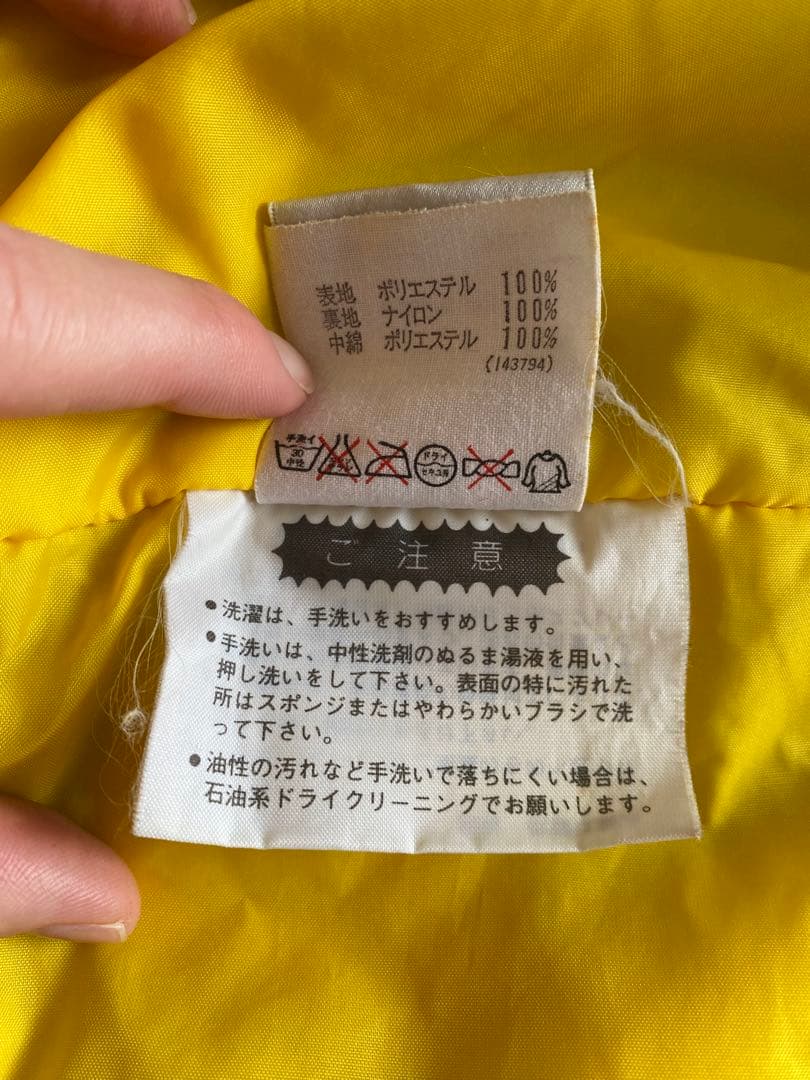 表地 ポリエステル 100%
裏地 ナイロン 100%
中綿 ポリエステル 100%
(143794)
手洗イ ドライ
30
中性 セキユ系
ご注意
•洗濯は、手洗いをおすすめします。
•手洗いは、中性洗剤のぬるま湯液を用い、
押し洗いをして下さい。表面の特に汚れた
所はスポンジまたはやわらかいブラシで洗
って下さい。
•油性の汚れなど手洗いで落ちにくい場合は、
石油系ドライクリーニングでお願いします。